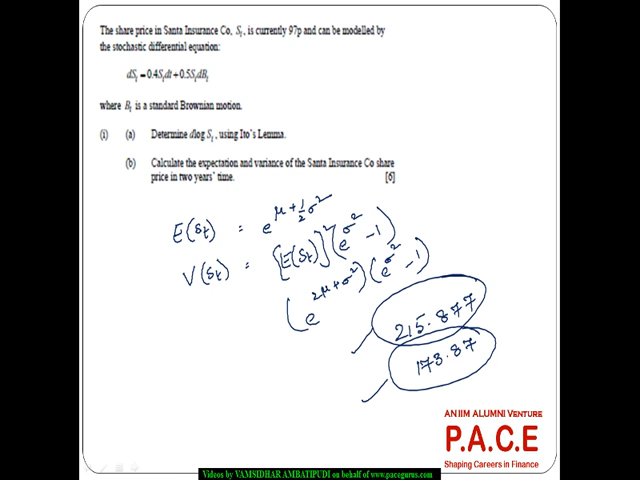 The share price in Santa Insurance Co, S_t, is currently 97p and can be modelled by
the stochastic differential equation:
dS_t = 0.4S_t dt + 0.5S_t dB_t
where B_t is a standard Brownian motion.
(i) (a) Determine d log S_t, using Ito's Lemma.
(b) Calculate the expectation and variance of the Santa Insurance Co share
price in two years' time. [6]
E(S_t) = e^{μ + ½σ²}
V(S_t) = {E(S_t)}² (e^{σ²} - 1)
(e^{2μ + σ²}) (e^{σ²} - 1)
215.877
173.87
AN IIM ALUMNI VENTURE
P.A.C.E
Shaping Careers in Finance
Videos by VAMSIDHAR AMBATIPUDI on behalf of www.pacegurus.com